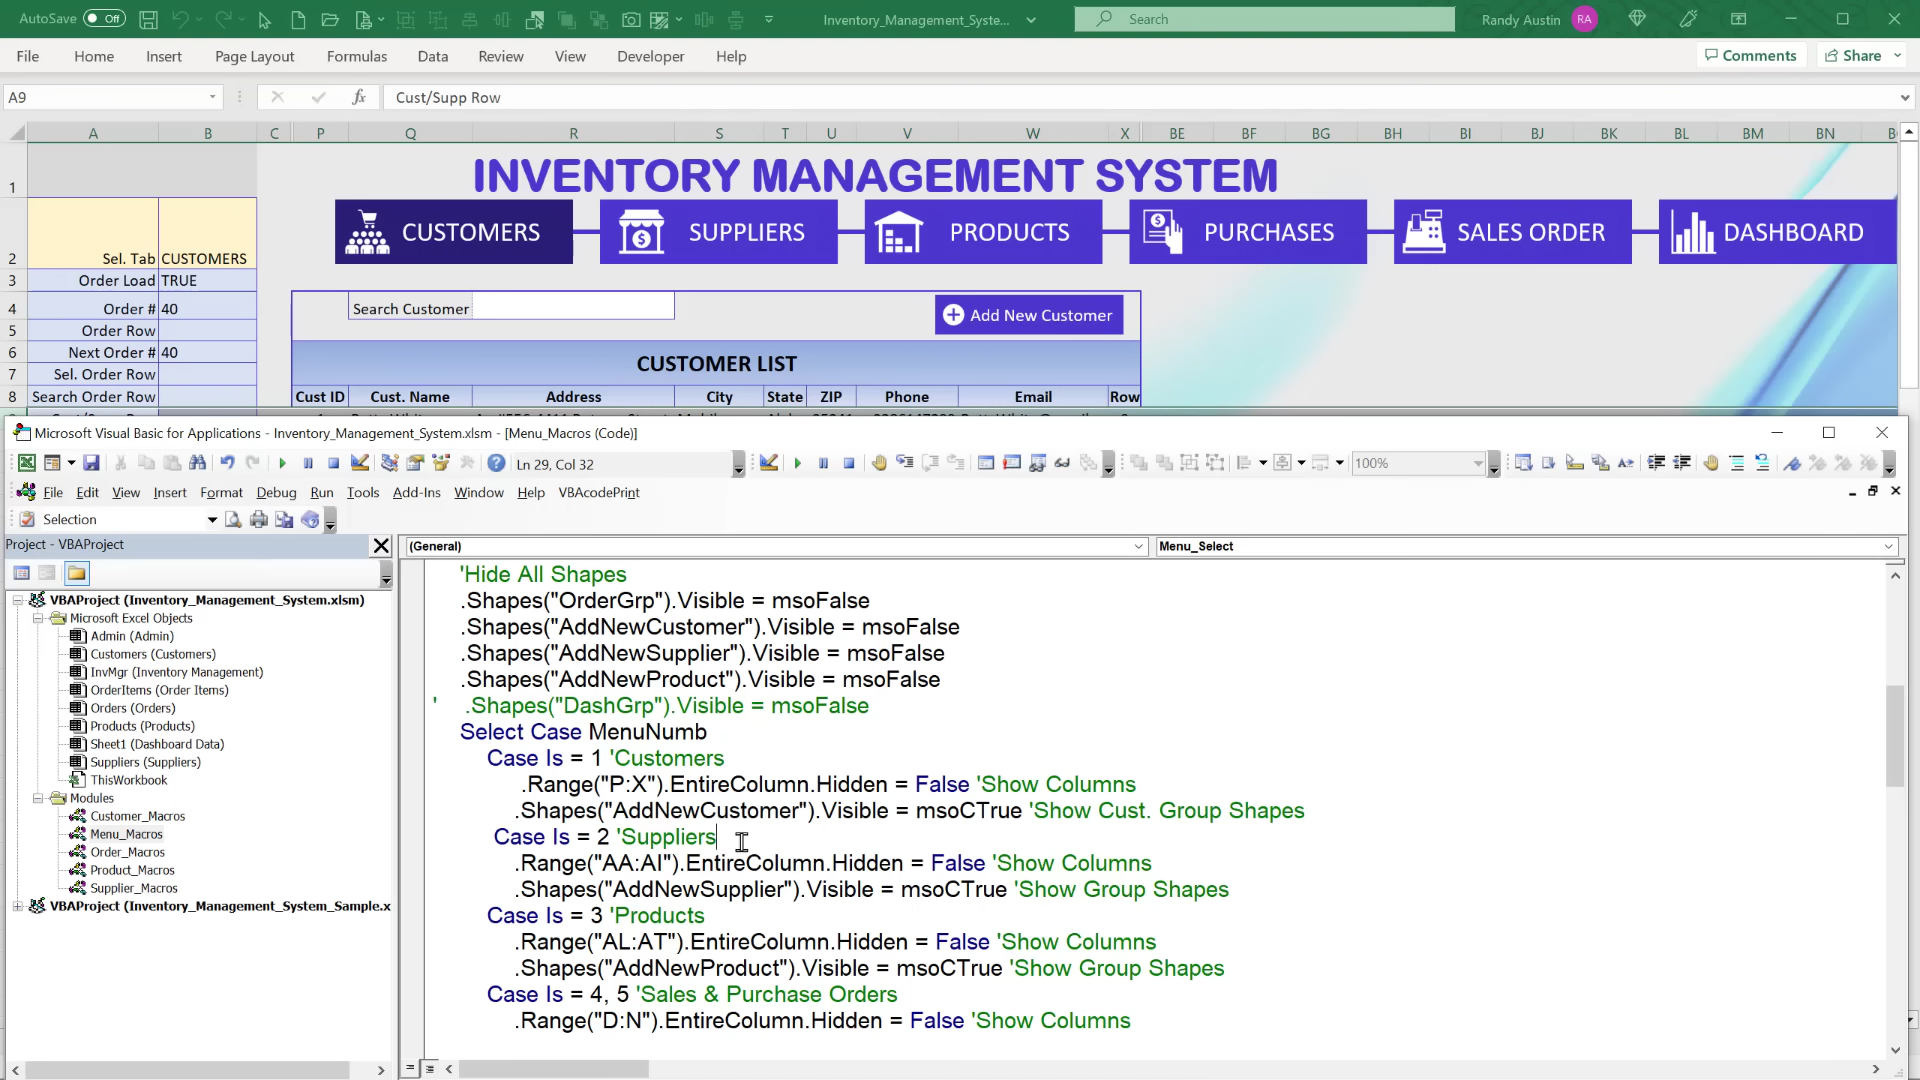 AutoSave Off
Inventory_Management_Syste...
Search
Randy Austin RA
File Home Insert Page Layout Formulas Data Review View Developer Help
Comments Share
A9
fx Cust/Supp Row
A B C P Q R S T U V W X BE BF BG BH BI BJ BK BL BM BN
1
INVENTORY MANAGEMENT SYSTEM
CUSTOMERS SUPPLIERS PRODUCTS PURCHASES SALES ORDER DASHBOARD
2 Sel. Tab CUSTOMERS
3 Order Load TRUE
4 Order # 40
Search Customer
Add New Customer
5 Order Row
6 Next Order # 40
CUSTOMER LIST
7 Sel. Order Row
8 Search Order Row
Cust ID Cust. Name Address City State ZIP Phone Email Row
Microsoft Visual Basic for Applications - Inventory_Management_System.xlsm - [Menu_Macros (Code)]
Ln 29, Col 32
100%
File Edit View Insert Format Debug Run Tools Add-Ins Window Help VBAcodePrint
Selection
Project - VBAProject
(General)
Menu_Select
VBAProject (Inventory_Management_System.xlsm)
Microsoft Excel Objects
Admin (Admin)
Customers (Customers)
InvMgr (Inventory Management)
OrderItems (Order Items)
Orders (Orders)
Products (Products)
Sheet1 (Dashboard Data)
Suppliers (Suppliers)
ThisWorkbook
Modules
Customer_Macros
Menu_Macros
Order_Macros
Product_Macros
Supplier_Macros
VBAProject (Inventory_Management_System_Sample.x
'Hide All Shapes
.Shapes("OrderGrp").Visible = msoFalse
.Shapes("AddNewCustomer").Visible = msoFalse
.Shapes("AddNewSupplier").Visible = msoFalse
.Shapes("AddNewProduct").Visible = msoFalse
' .Shapes("DashGrp").Visible = msoFalse
Select Case MenuNumb
Case Is = 1 'Customers
.Range("P:X").EntireColumn.Hidden = False 'Show Columns
.Shapes("AddNewCustomer").Visible = msoCTrue 'Show Cust. Group Shapes
Case Is = 2 'Suppliers
.Range("AA:AI").EntireColumn.Hidden = False 'Show Columns
.Shapes("AddNewSupplier").Visible = msoCTrue 'Show Group Shapes
Case Is = 3 'Products
.Range("AL:AT").EntireColumn.Hidden = False 'Show Columns
.Shapes("AddNewProduct").Visible = msoCTrue 'Show Group Shapes
Case Is = 4, 5 'Sales & Purchase Orders
.Range("D:N").EntireColumn.Hidden = False 'Show Columns